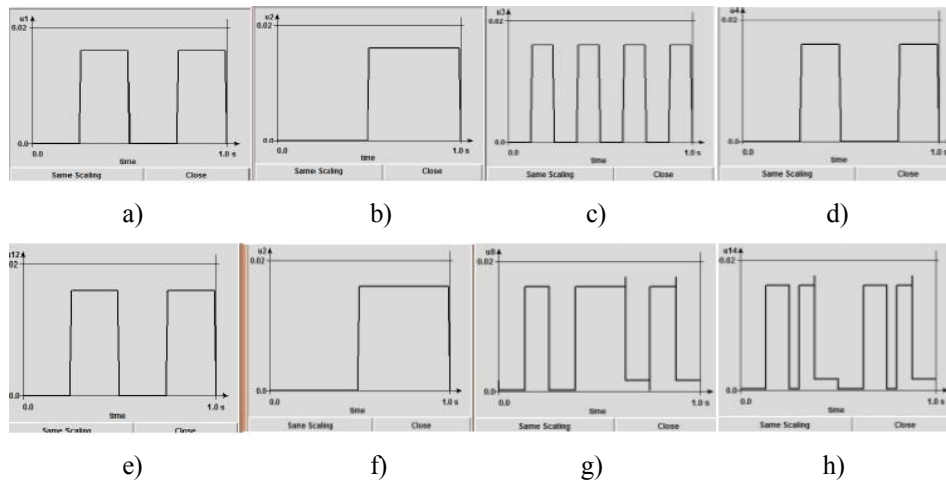 u1 u2 u3 u4
0.02 0.02 0.02 0.02
0.0 0.0 0.0 0.0
0.0 1.0 s 0.0 1.0 s 0.0 1.0 s 0.0 1.0 s
time time time time
Same Scaling Close Same Scaling Close Same Scaling Close Same Scaling Close
a) b) c) d)
u12 u2 u8 u14
0.02 0.02 0.02 0.02
0.0 0.0 0.0 0.0
0.0 1.0 s 0.0 1.0 s 0.0 1.0 s 0.0 1.0 s
time time time time
Same Scaling Close Same Scaling Close Same Scaling Close Same Scaling Close
e) f) g) h)